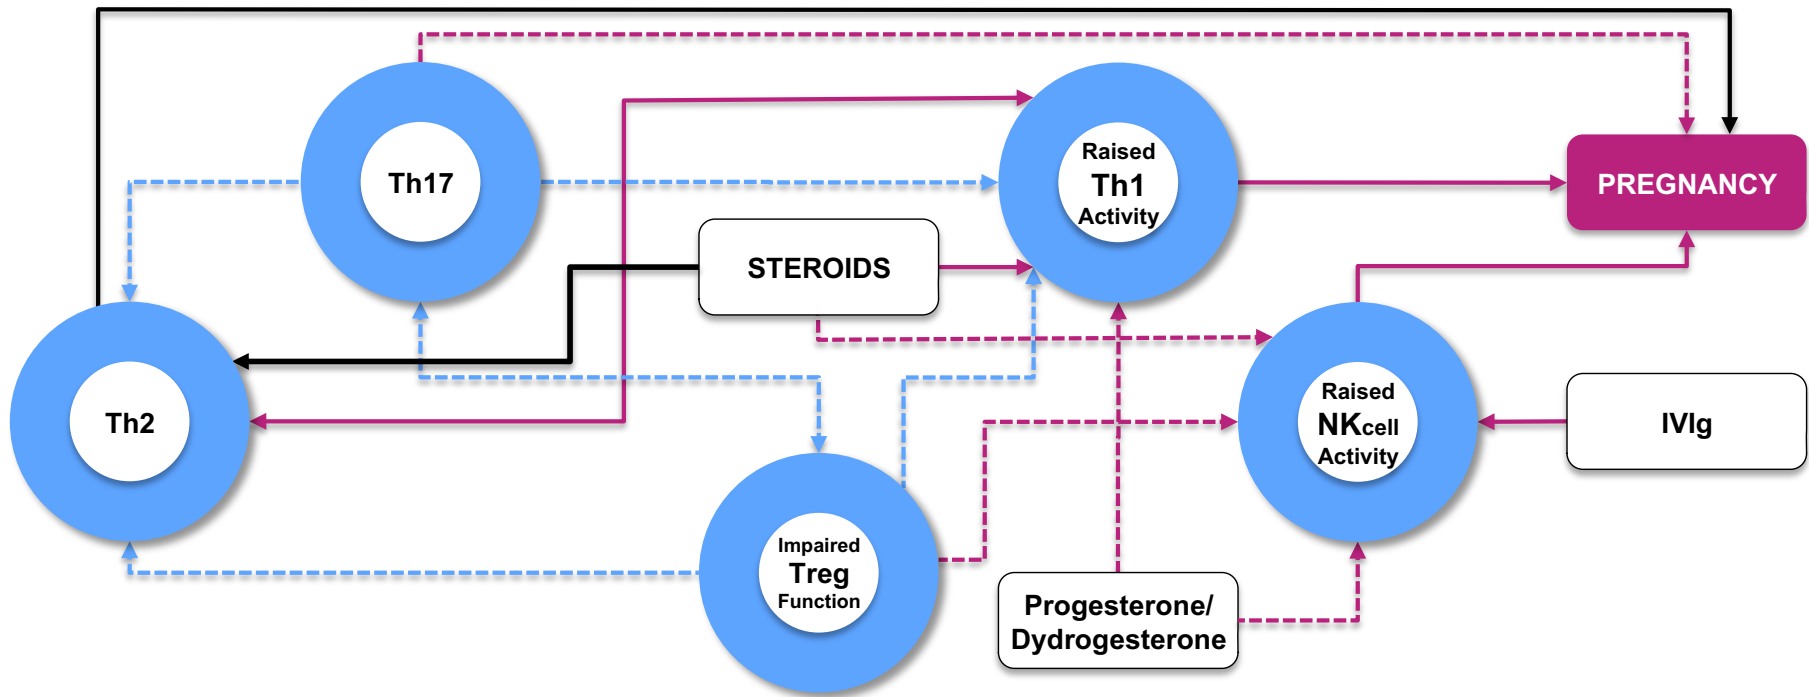 Th17
Raised
Th1
Activity
PREGNANCY
STEROIDS
Th2
Raised
NKcell
Activity
IVIg
Impaired
Treg
Function
Progesterone/
Dydrogesterone